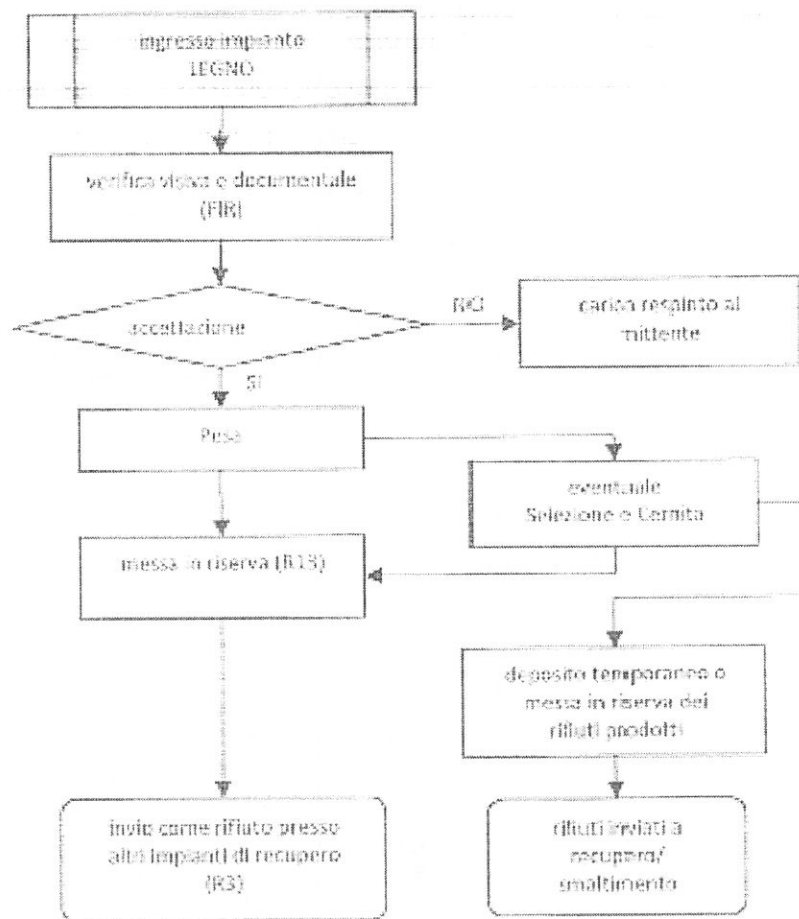 ingresso impianto
LEGNO
verifica visiva e documentale
(FIR)
accettazione
NO
carico respinto al
mittente
SI
Pesa
eventuale
Selezione e Cernita
messa in riserva (R13)
deposito temporaneo o
messa in riserva dei
rifiuti prodotti
invio come rifiuto presso
altri impianti di recupero
(R3)
rifiuti inviati a
recupero/
smaltimento